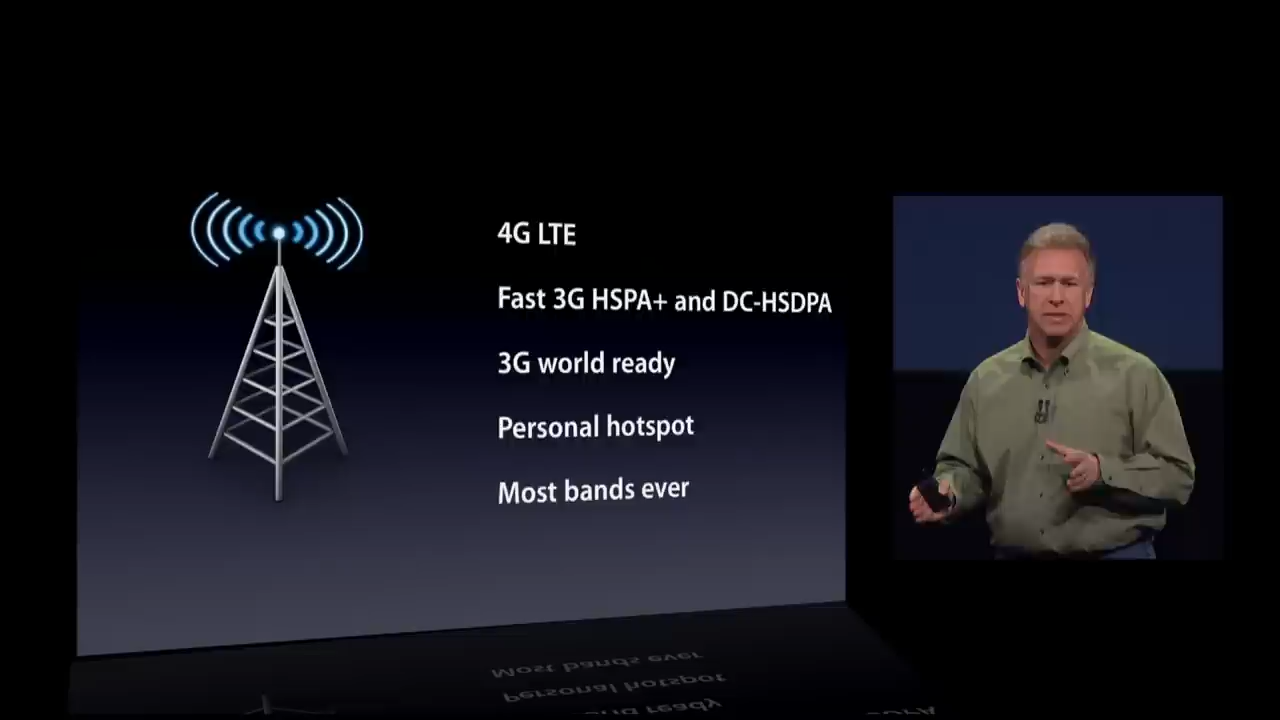 4G LTE
Fast 3G HSPA+ and DC-HSDPA
3G world ready
Personal hotspot
Most bands ever